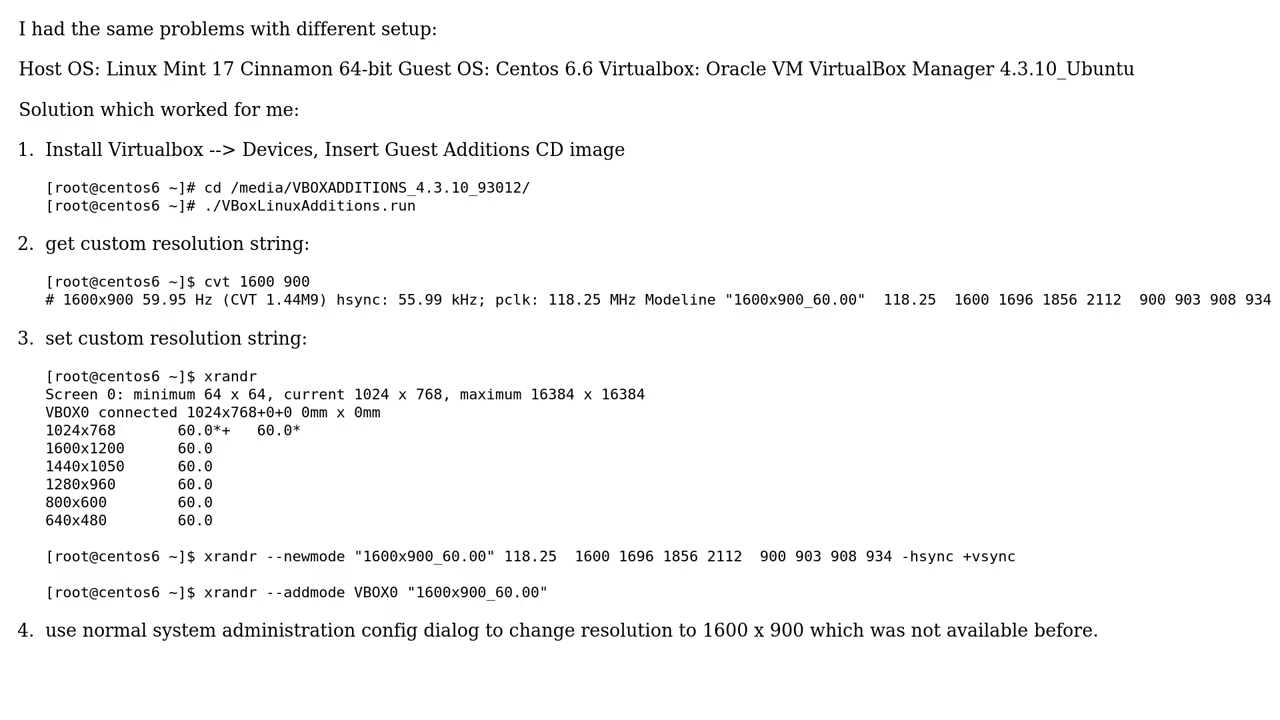 I had the same problems with different setup:
Host OS: Linux Mint 17 Cinnamon 64-bit Guest OS: Centos 6.6 Virtualbox: Oracle VM VirtualBox Manager 4.3.10_Ubuntu
Solution which worked for me:
1. Install Virtualbox --> Devices, Insert Guest Additions CD image
[root@centos6 ~]# cd /media/VBOXADDITIONS_4.3.10_93012/
[root@centos6 ~]# ./VBoxLinuxAdditions.run
2. get custom resolution string:
[root@centos6 ~]$ cvt 1600 900
# 1600x900 59.95 Hz (CVT 1.44M9) hsync: 55.99 kHz; pclk: 118.25 MHz Modeline "1600x900_60.00"  118.25  1600 1696 1856 2112  900 903 908 934
3. set custom resolution string:
[root@centos6 ~]$ xrandr
Screen 0: minimum 64 x 64, current 1024 x 768, maximum 16384 x 16384
VBOX0 connected 1024x768+0+0 0mm x 0mm
1024x768       60.0*+   60.0*
1600x1200      60.0
1440x1050      60.0
1280x960       60.0
800x600        60.0
640x480        60.0
[root@centos6 ~]$ xrandr --newmode "1600x900_60.00" 118.25  1600 1696 1856 2112  900 903 908 934 -hsync +vsync
[root@centos6 ~]$ xrandr --addmode VBOX0 "1600x900_60.00"
4. use normal system administration config dialog to change resolution to 1600 x 900 which was not available before.